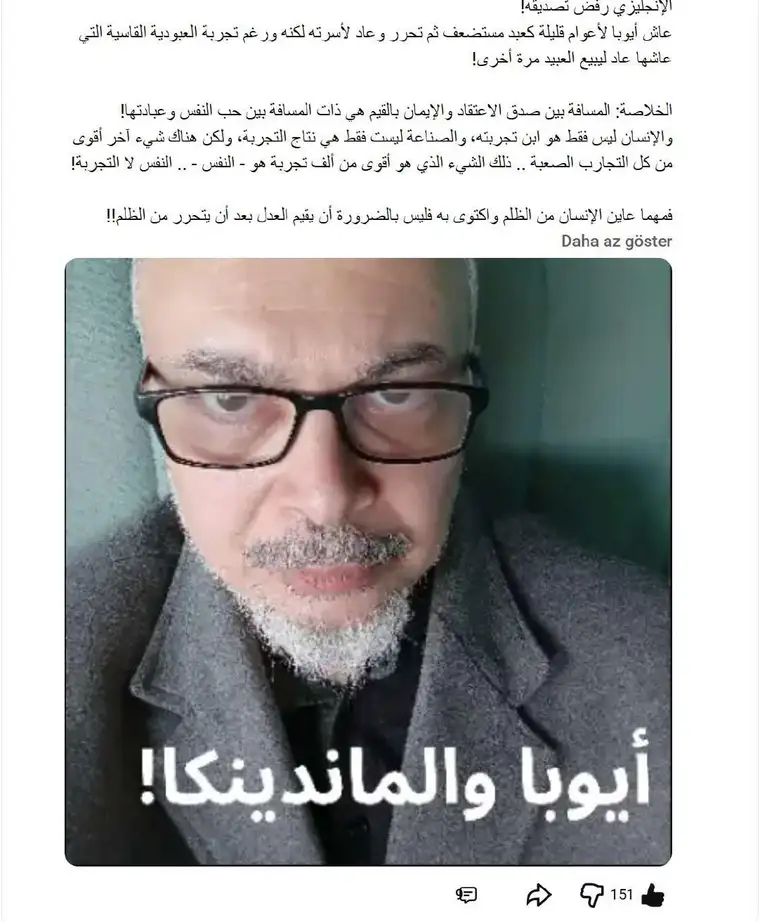 الإنجليزي رفض تصديقه!
عاش أيوبا لأعوام قليلة كعبد مستضعف ثم تحرر وعاد لأسرته لكنه ورغم تجربة العبودية القاسية التي
عاشها عاد ليبيع العبيد مرة أخرى!
الخلاصة: المسافة بين صدق الاعتقاد والإيمان بالقيم هي ذات المسافة بين حب النفس وعبادتها!
والإنسان ليس فقط هو ابن تجربته، والصناعة ليست فقط هي نتاج التجربة، ولكن هناك شيء آخر أقوى
من كل التجارب الصعبة .. ذلك الشيء الذي هو أقوى من ألف تجربة هو - النفس - .. النفس لا التجربة!
فمهما عاين الإنسان من الظلم واكتوى به فليس بالضرورة أن يقيم العدل بعد أن يتحرر من الظلم!!
Daha az göster
أيوبا والماندينكا!
151